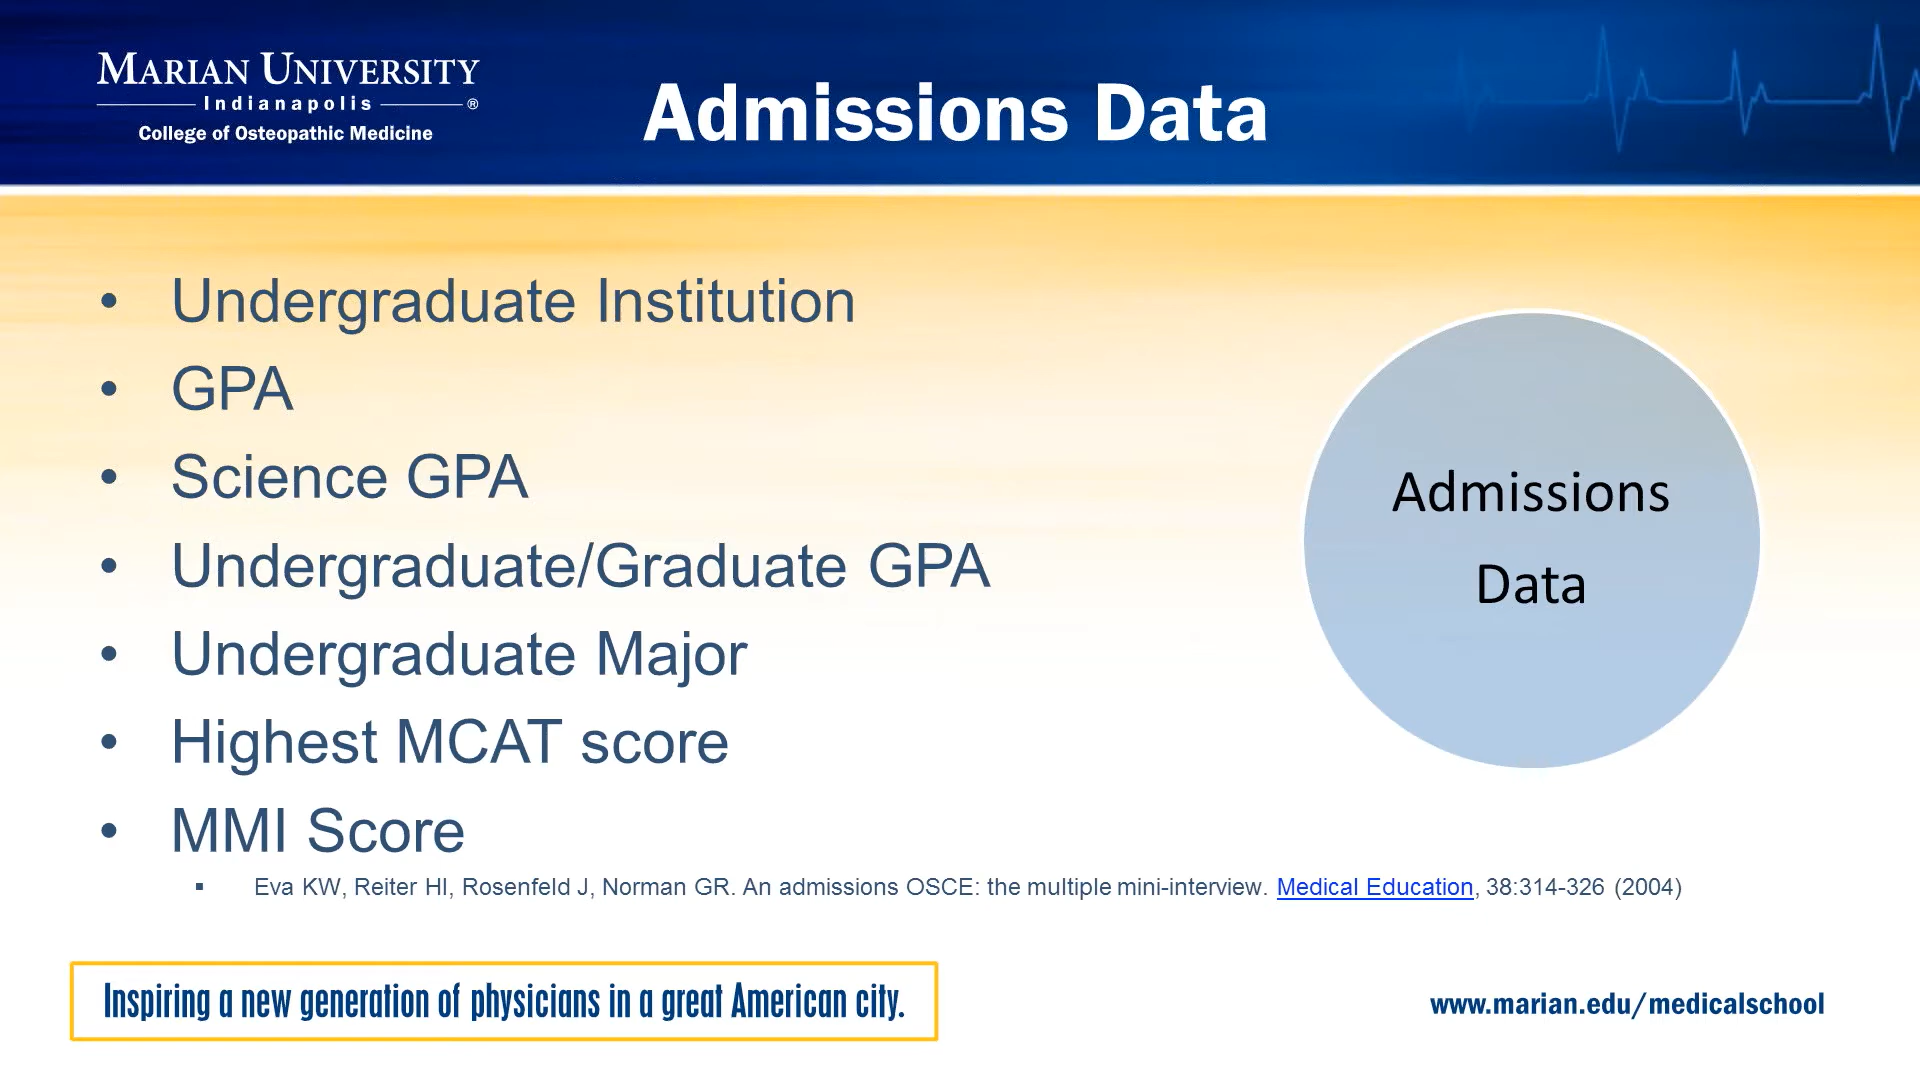 MARIAN UNIVERSITY
Indianapolis ®
College of Osteopathic Medicine
Admissions Data
• Undergraduate Institution
• GPA
• Science GPA
• Undergraduate/Graduate GPA
• Undergraduate Major
• Highest MCAT score
• MMI Score
▪ Eva KW, Reiter HI, Rosenfeld J, Norman GR. An admissions OSCE: the multiple mini-interview. Medical Education, 38:314-326 (2004)
Admissions
Data
Inspiring a new generation of physicians in a great American city.
www.marian.edu/medicalschool